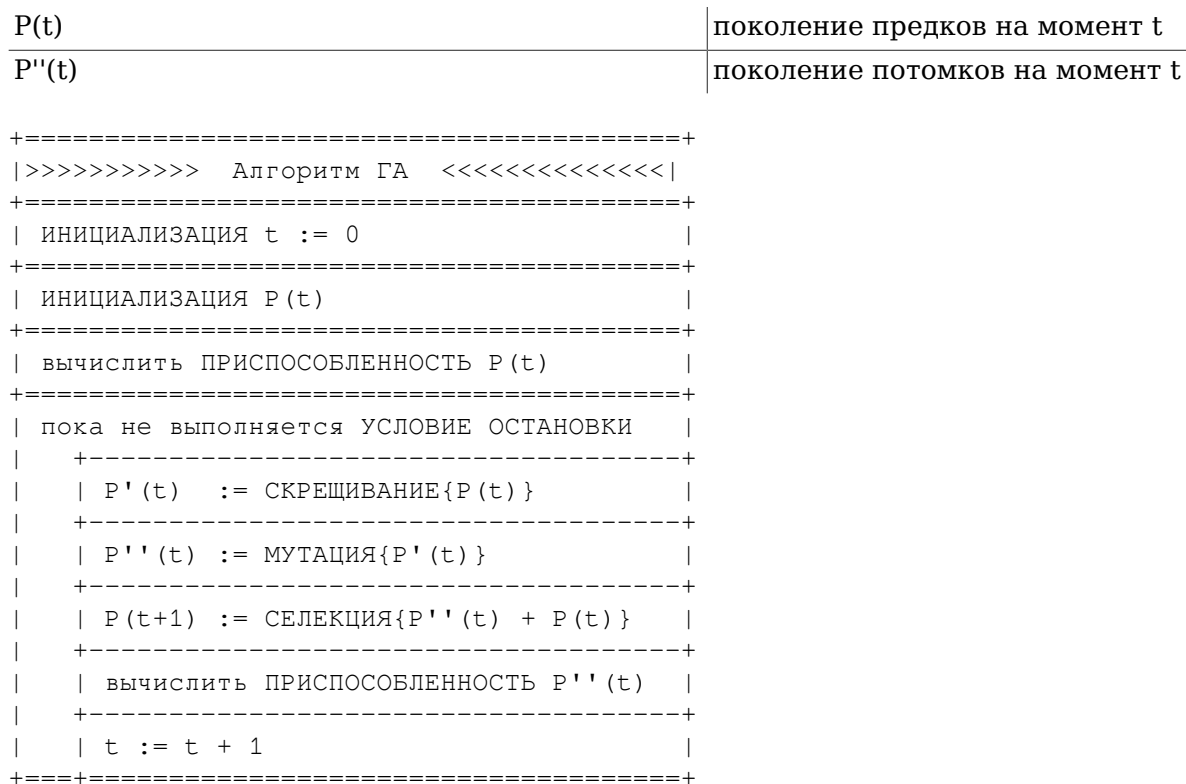 P(t) поколение предков на момент t
P''(t) поколение потомков на момент t
+=========================================+
|>>>>>>>>>>>  Алгоритм ГА  <<<<<<<<<<<<<<|
+=========================================+
| ИНИЦИАЛИЗАЦИЯ t := 0                    |
+=========================================+
| ИНИЦИАЛИЗАЦИЯ P(t)                      |
+=========================================+
| вычислить ПРИСПОСОБЛЕННОСТЬ P(t)        |
+=========================================+
| пока не выполняется УСЛОВИЕ ОСТАНОВКИ   |
|   +-------------------------------------+
|   | P'(t)  := СКРЕЩИВАНИЕ{P(t)}         |
|   +-------------------------------------+
|   | P''(t) := МУТАЦИЯ{P'(t)}            |
|   +-------------------------------------+
|   | P(t+1) := СЕЛЕКЦИЯ{P''(t) + P(t)}   |
|   +-------------------------------------+
|   | вычислить ПРИСПОСОБЛЕННОСТЬ P''(t)  |
|   +-------------------------------------+
|   | t := t + 1                          |
+===+=====================================+